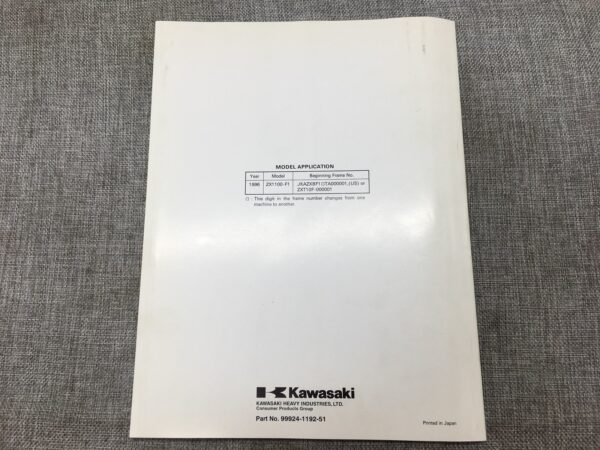 MODEL APPLICATION
Year Model Beginning Frame No.
1996 ZX1100-F1 JKAZXBF1□TA000001,(US) or
ZXT10F-000001
□ : This digit in the frame number changes from one
machine to another.
Kawasaki
KAWASAKI HEAVY INDUSTRIES, LTD.
Consumer Products Group
Part No. 99924-1192-51
Printed in Japan